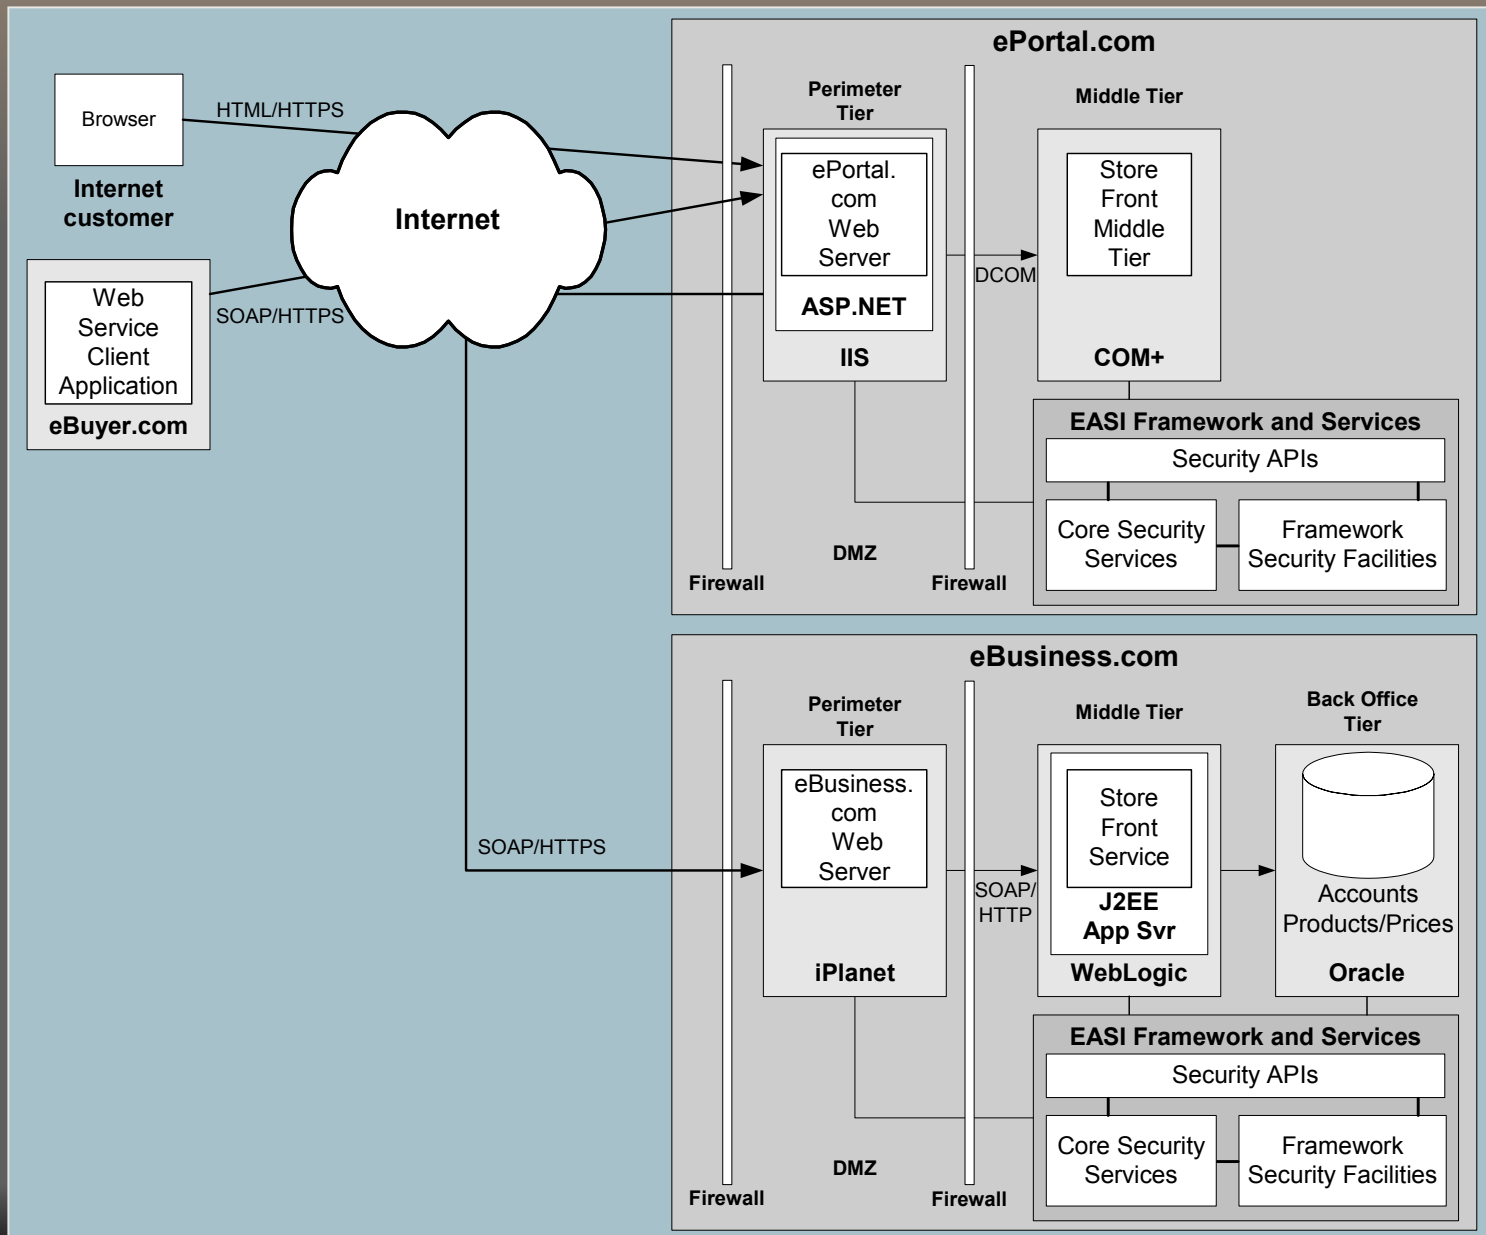 ePortal.com
Perimeter
Tier
Middle Tier
Browser
HTML/HTTPS
Internet
customer
Internet
ePortal.
com
Web
Server
ASP.NET
IIS
DCOM
Store
Front
Middle
Tier
COM+
Web
Service
Client
Application
eBuyer.com
SOAP/HTTPS
EASI Framework and Services
Security APIs
Core Security
Services
Framework
Security Facilities
DMZ
Firewall
Firewall
eBusiness.com
Perimeter
Tier
Middle Tier
Back Office
Tier
SOAP/HTTPS
eBusiness.
com
Web
Server
iPlanet
SOAP/
HTTP
Store
Front
Service
J2EE
App Svr
WebLogic
Accounts
Products/Prices
Oracle
EASI Framework and Services
Security APIs
Core Security
Services
Framework
Security Facilities
DMZ
Firewall
Firewall